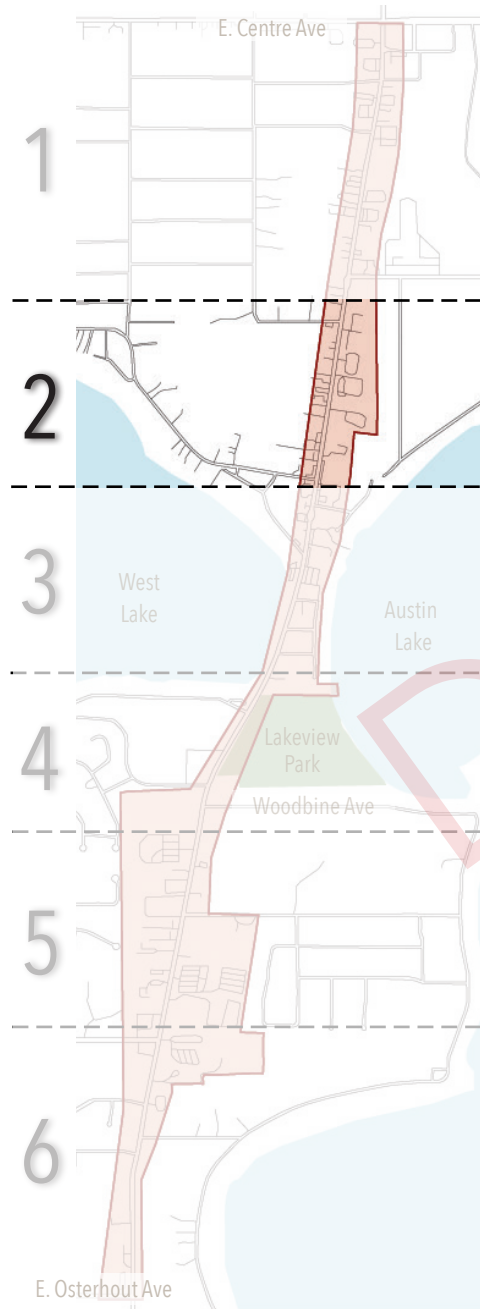 E. Centre Ave
1
2
3
West
Lake
Austin
Lake
4
Lakeview
Park
Woodbine Ave
5
6
E. Osterhout Ave